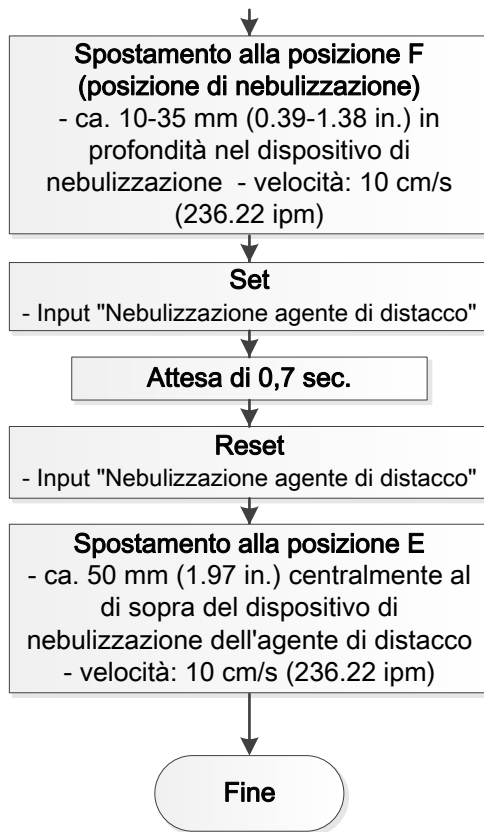 Spostamento alla posizione F
(posizione di nebulizzazione)
- ca. 10-35 mm (0.39-1.38 in.) in
profondità nel dispositivo di
nebulizzazione - velocità: 10 cm/s
(236.22 ipm)
Set
- Input "Nebulizzazione agente di distacco"
Attesa di 0,7 sec.
Reset
- Input "Nebulizzazione agente di distacco"
Spostamento alla posizione E
- ca. 50 mm (1.97 in.) centralmente al
di sopra del dispositivo di
nebulizzazione dell'agente di distacco
- velocità: 10 cm/s (236.22 ipm)
Fine